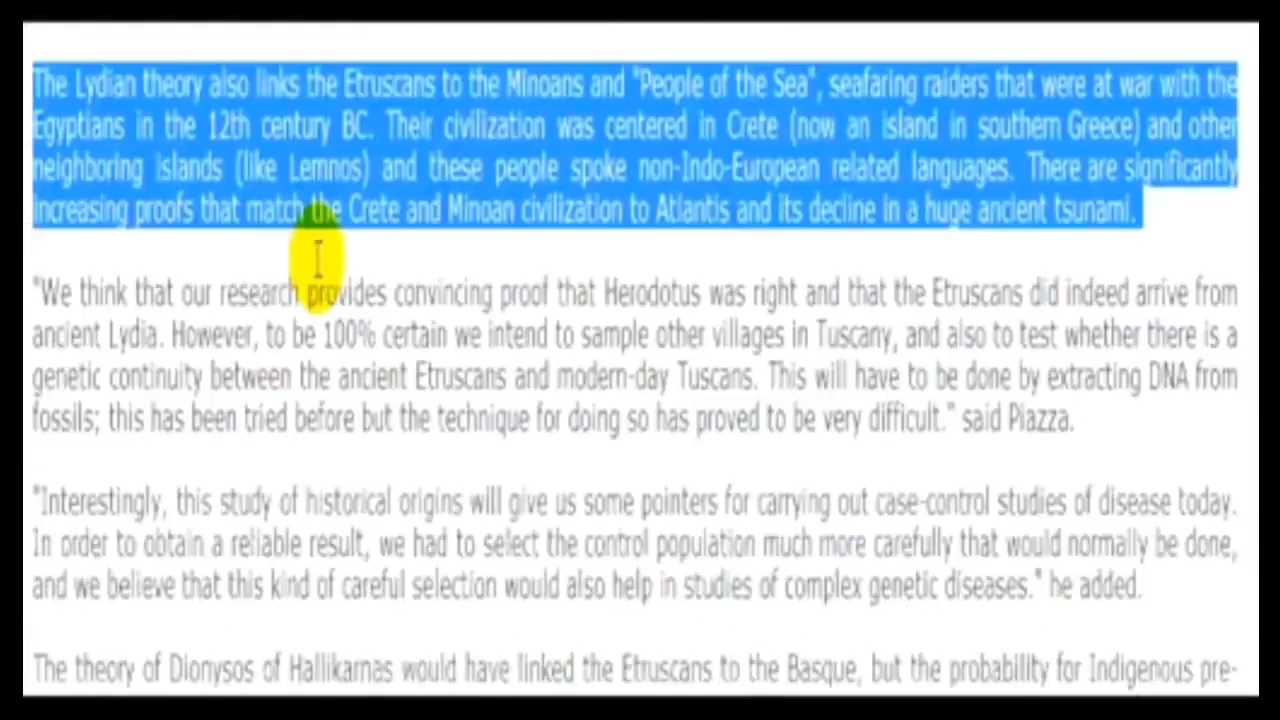 The Lydian theory also links the Etruscans to the Minoans and "People of the Sea", seafaring raiders that were at war with the
Egyptians in the 12th century BC. Their civilization was centered in Crete (now an island in southern Greece) and other
neighboring islands (like Lemnos) and these people spoke non-Indo-European related languages. There are significantly
increasing proofs that match the Crete and Minoan civilization to Atlantis and its decline in a huge ancient tsunami.
"We think that our research provides convincing proof that Herodotus was right and that the Etruscans did indeed arrive from
ancient Lydia. However, to be 100% certain we intend to sample other villages in Tuscany, and also to test whether there is a
genetic continuity between the ancient Etruscans and modern-day Tuscans. This will have to be done by extracting DNA from
fossils; this has been tried before but the technique for doing so has proved to be very difficult." said Piazza.
"Interestingly, this study of historical origins will give us some pointers for carrying out case-control studies of disease today.
In order to obtain a reliable result, we had to select the control population much more carefully that would normally be done,
and we believe that this kind of careful selection would also help in studies of complex genetic diseases." he added.
The theory of Dionysos of Hallikarnas would have linked the Etruscans to the Basque, but the probability for Indigenous pre-